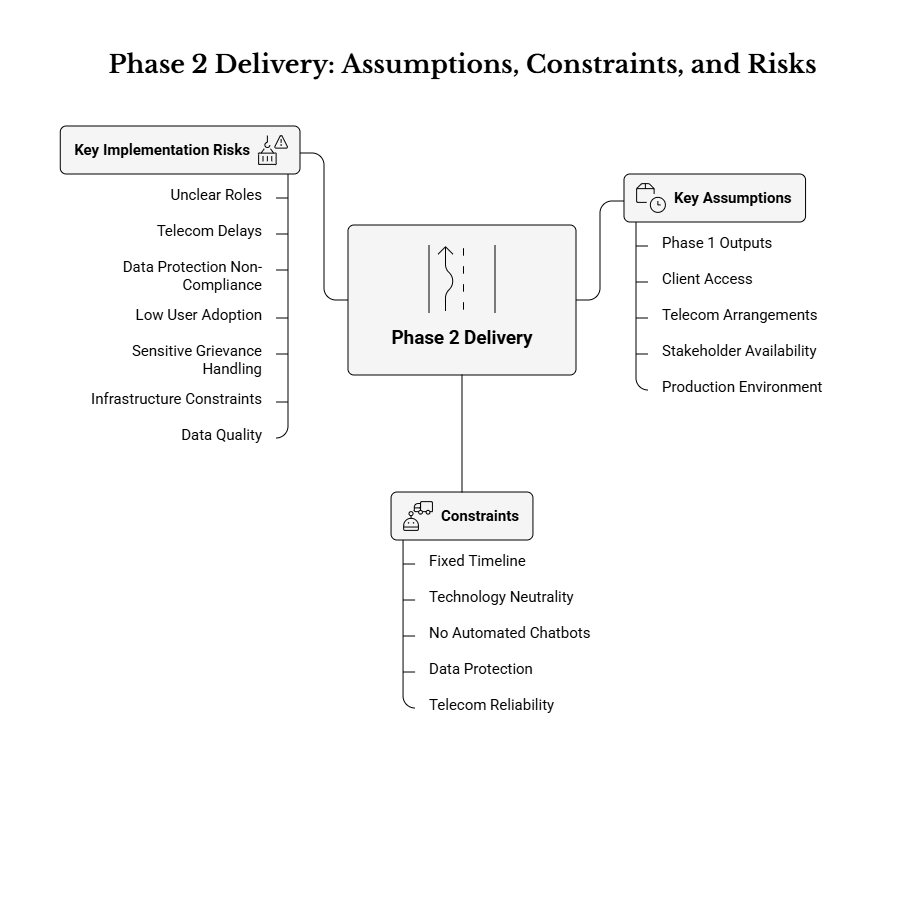 Phase 2 Delivery: Assumptions, Constraints, and Risks
Key Implementation Risks
Unclear Roles
Telecom Delays
Data Protection Non-
Compliance
Low User Adoption
Sensitive Grievance
Handling
Infrastructure Constraints
Data Quality
Phase 2 Delivery
Key Assumptions
Phase 1 Outputs
Client Access
Telecom Arrangements
Stakeholder Availability
Production Environment
Constraints
Fixed Timeline
Technology Neutrality
No Automated Chatbots
Data Protection
Telecom Reliability